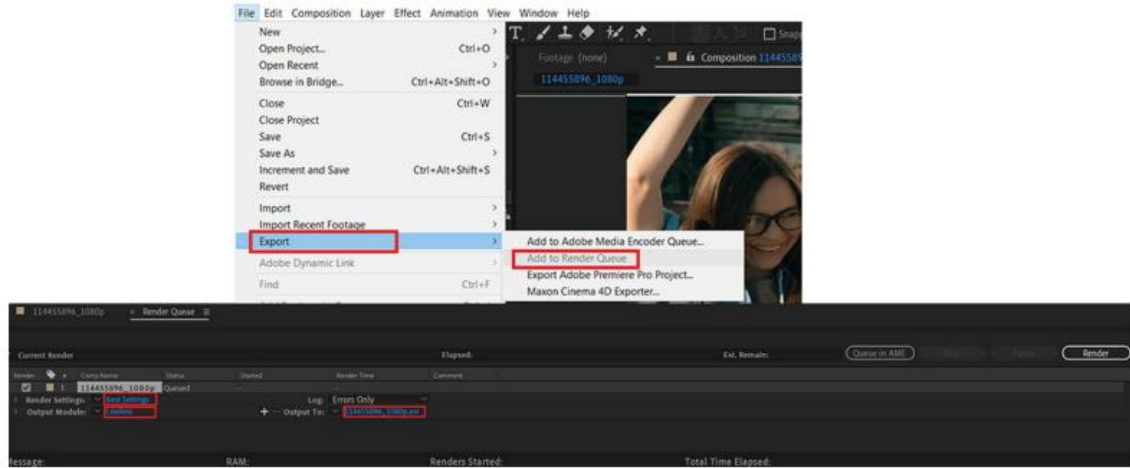 File Edit Composition Layer Effect Animation View Window Help
New
Open Project... Ctrl+O
Open Recent
Browse in Bridge... Ctrl+Alt+Shift+O
Close Ctrl+W
Close Project
Save Ctrl+S
Save As
Increment and Save Ctrl+Alt+Shift+S
Revert
Import
Import Recent Footage
Export
Adobe Dynamic Link
Find Ctrl+F
Footage (none)
Composition 11445589
114455896_1080p
Add to Adobe Media Encoder Queue...
Add to Render Queue
Export Adobe Premiere Pro Project...
Maxon Cinema 4D Exporter...
114455896_1080p Render Queue
Current Render Elapsed: Est. Remain: Queue in AME Render
Render # Comp Name Status Started Render Time Comment
1 114455896_1080p Queued
Render Settings: Best Settings Log: Errors Only
Output Module: Lossless Output To: 114455896_1080p.avi
Message: RAM: Renders Started: Total Time Elapsed: